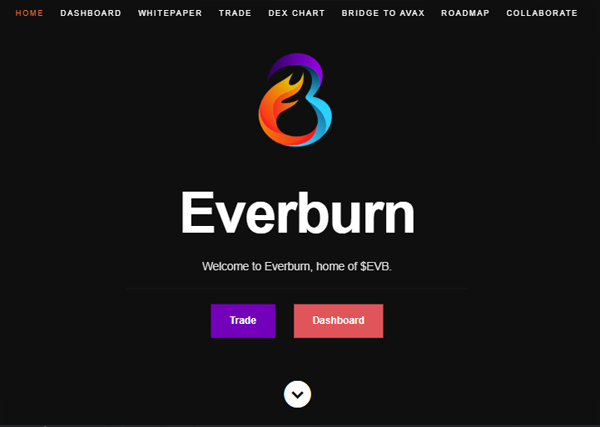 HOME DASHBOARD WHITEPAPER TRADE DEX CHART BRIDGE TO AVAX ROADMAP COLLABORATE
Everburn
Welcome to Everburn, home of $EVB.
Trade Dashboard